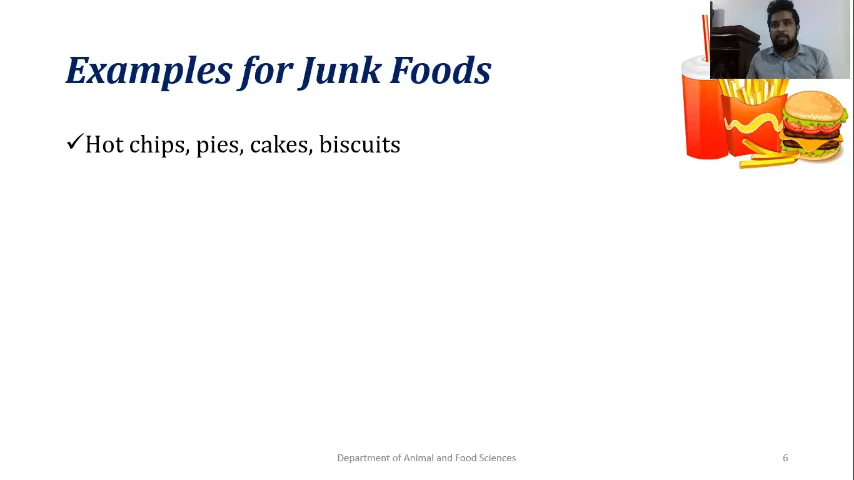 Examples for Junk Foods
✓Hot chips, pies, cakes, biscuits
Department of Animal and Food Sciences
6